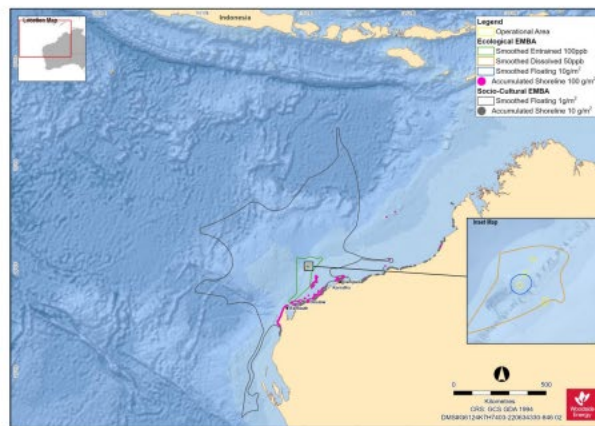 Location Map
Indonesia
Legend
Operational Area
Ecological EMBA
Smoothed Entrained 100ppb
Smoothed Dissolved 50ppb
Smoothed Floating 10g/m²
Accumulated Shoreline 100 g/m²
Socio-Cultural EMBA
Smoothed Floating 1g/m²
Accumulated Shoreline 10 g/m²
Inset Map
Karratha
Exmouth
0
500
Kilometres
CRS: GCS GDA 1994
Woodside
Energy